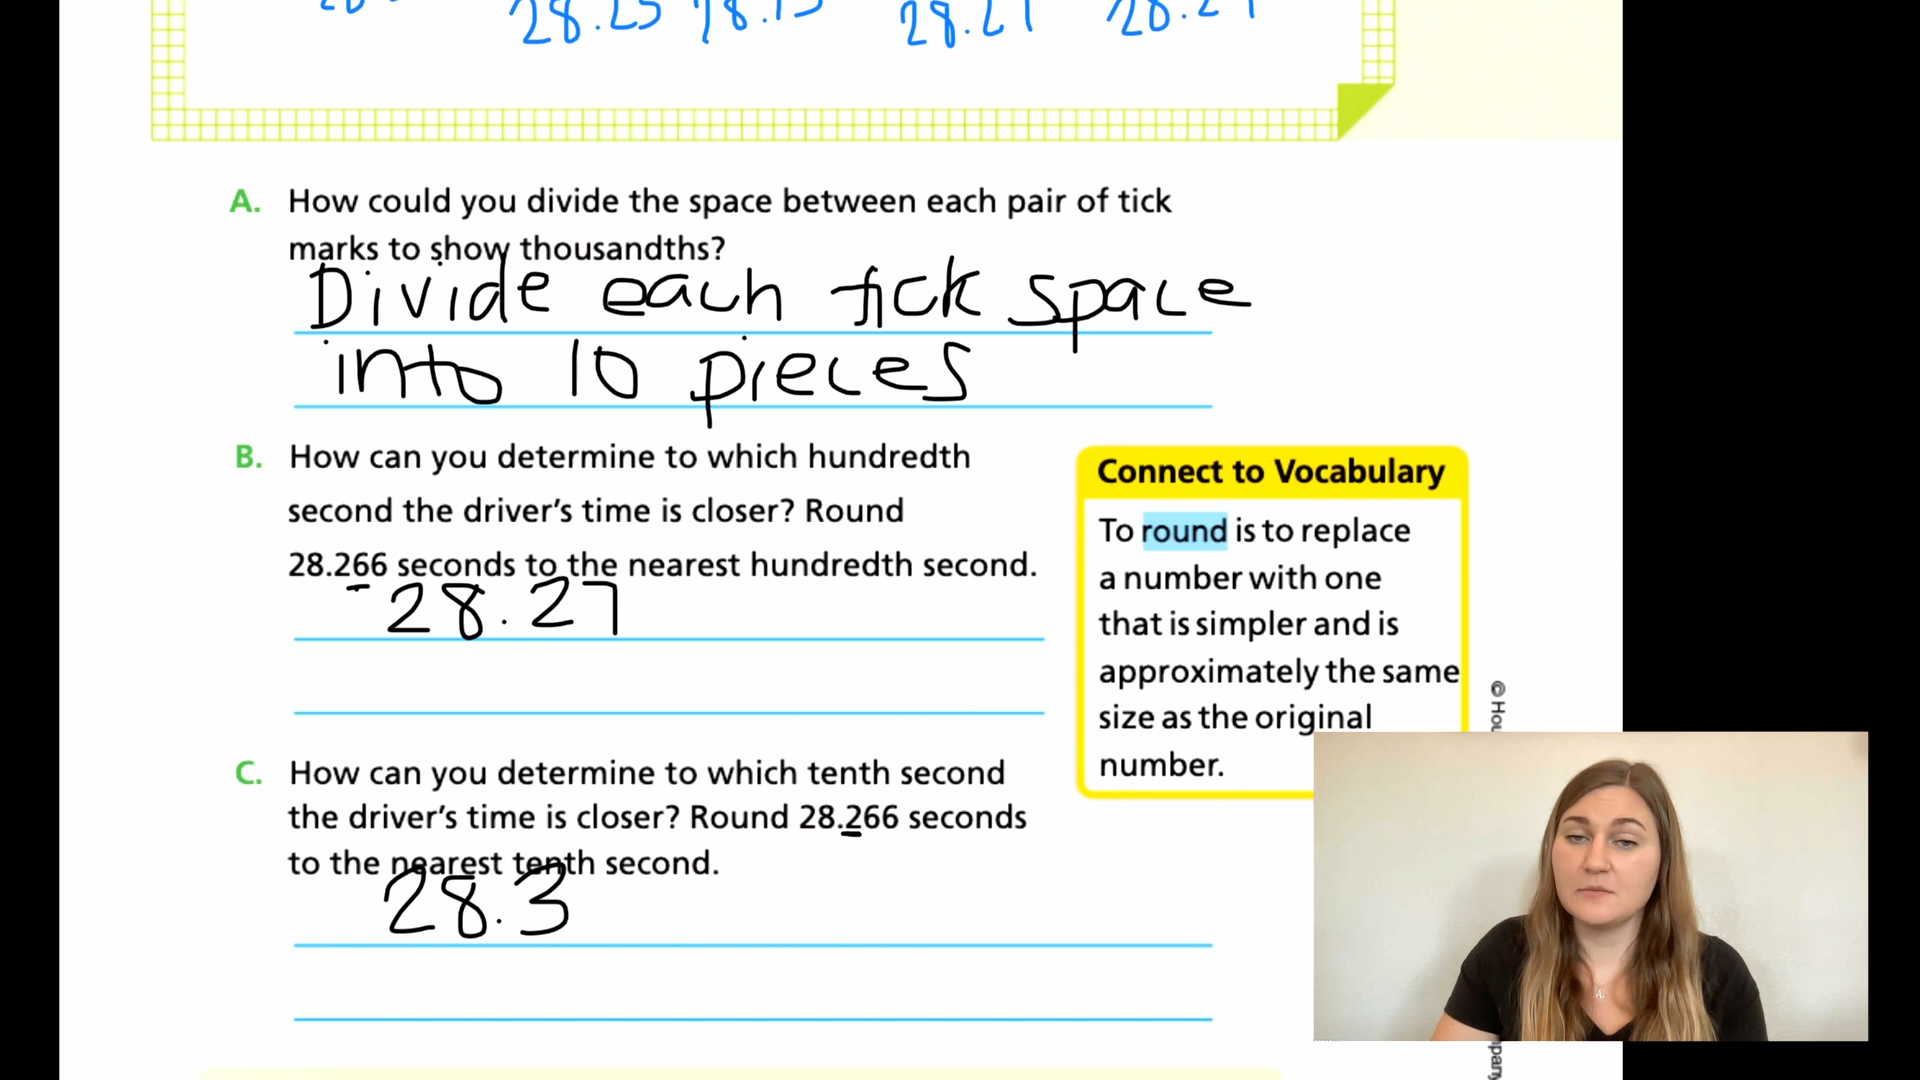 28.25 28.
A. How could you divide the space between each pair of tick
marks to show thousandths?
Divide each tick space
into 10 pieces
B. How can you determine to which hundredth
second the driver's time is closer? Round
28.266 seconds to the nearest hundredth second.
28.27
Connect to Vocabulary
To round is to replace
a number with one
that is simpler and is
approximately the same
size as the original
number.
C. How can you determine to which tenth second
the driver's time is closer? Round 28.266 seconds
to the nearest tenth second.
28.3